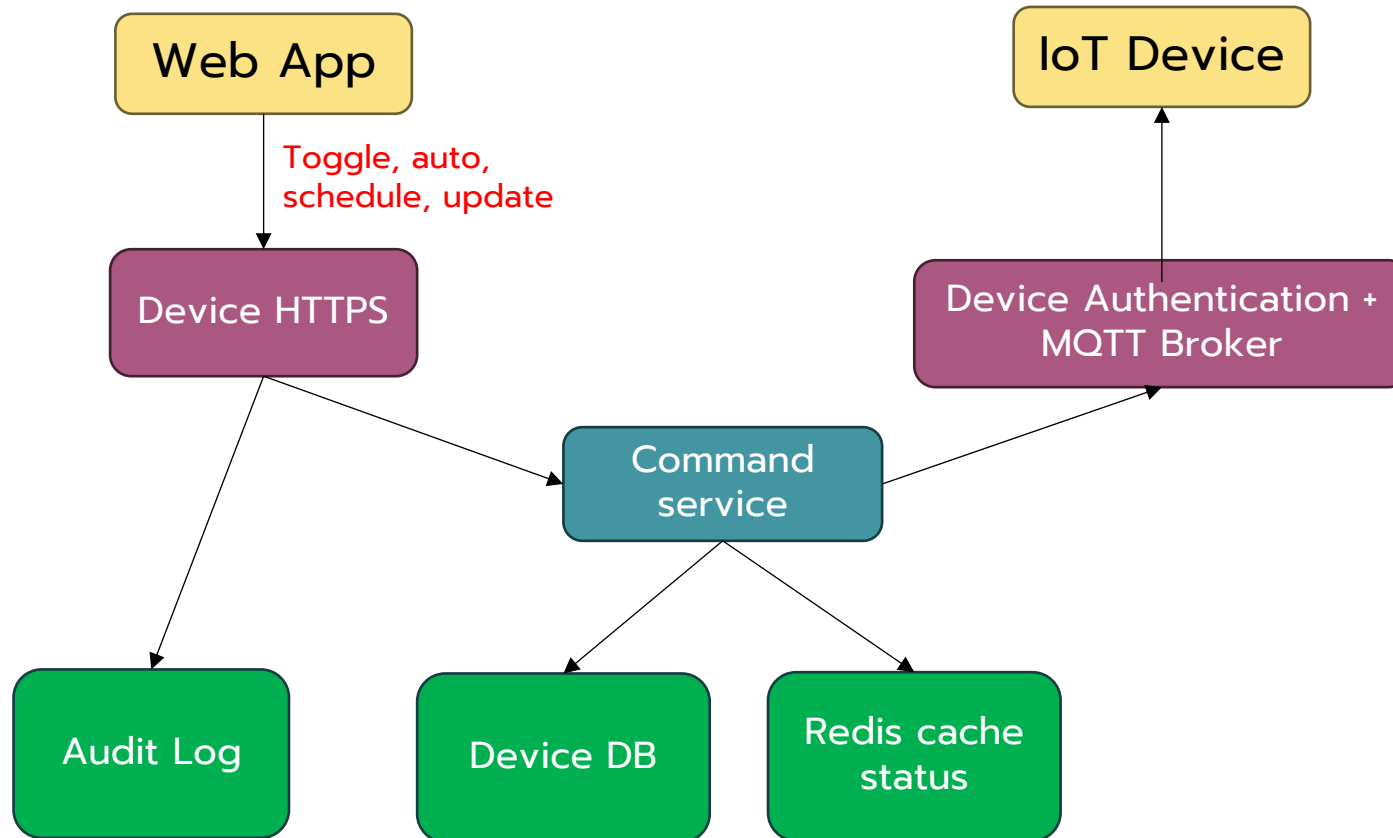 Web App
IoT Device
Toggle, auto,
schedule, update
Device HTTPS
Device Authentication +
MQTT Broker
Command
service
Audit Log
Device DB
Redis cache
status